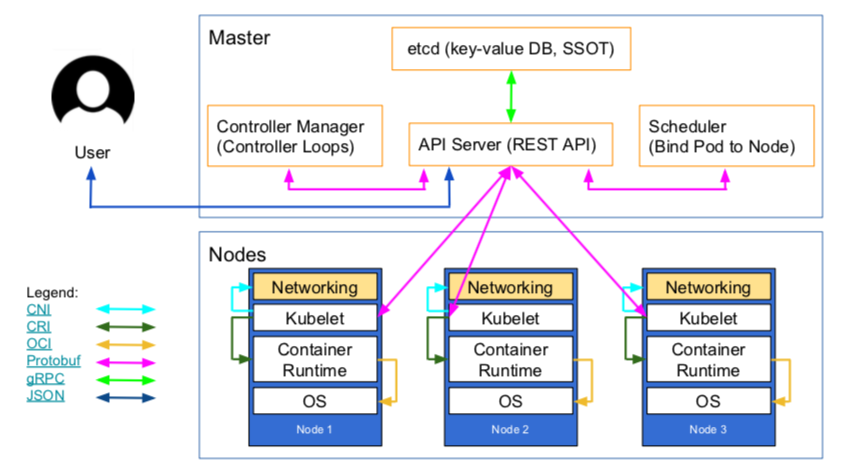 Master
etcd (key-value DB, SSOT)
Controller Manager
(Controller Loops)
API Server (REST API)
Scheduler
(Bind Pod to Node)
User
Nodes
Networking
Kubelet
Container
Runtime
OS
Node 1
Networking
Kubelet
Container
Runtime
OS
Node 2
Networking
Kubelet
Container
Runtime
OS
Node 3
Legend:
CNI
CRI
OCI
Protobuf
gRPC
JSON